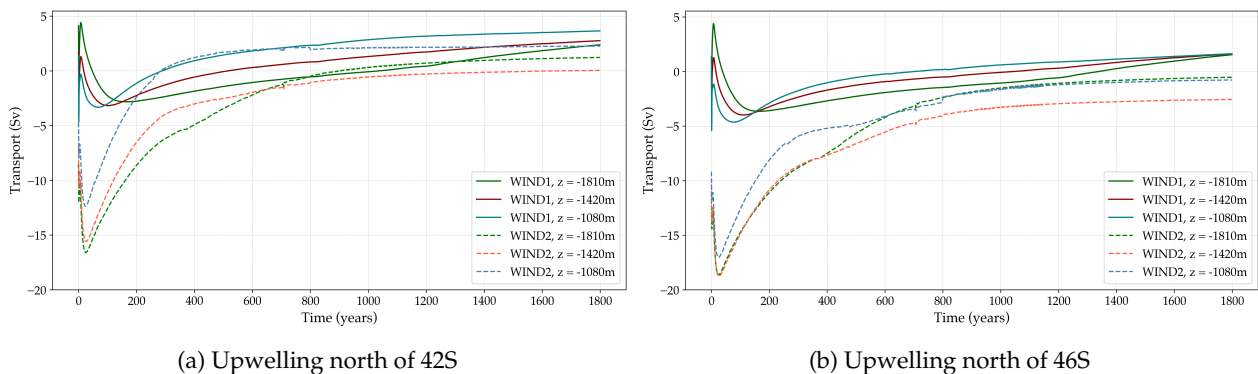 5
0
−5
−10
−15
−20
Transport (Sv)
0 200 400 600 800 1000 1200 1400 1600 1800
Time (years)
WIND1, z = -1810m
WIND1, z = -1420m
WIND1, z = -1080m
WIND2, z = -1810m
WIND2, z = -1420m
WIND2, z = -1080m
(a) Upwelling north of 42S
5
0
−5
−10
−15
−20
Transport (Sv)
0 200 400 600 800 1000 1200 1400 1600 1800
Time (years)
WIND1, z = -1810m
WIND1, z = -1420m
WIND1, z = -1080m
WIND2, z = -1810m
WIND2, z = -1420m
WIND2, z = -1080m
(b) Upwelling north of 46S